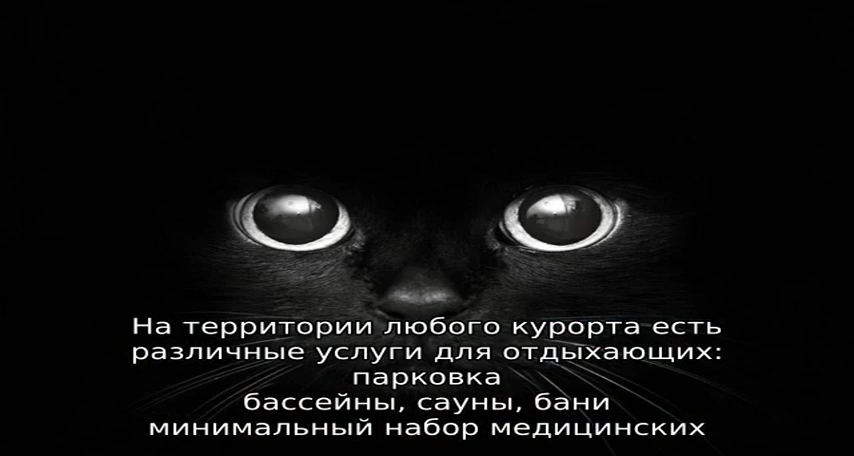 На территории любого курорта есть
различные услуги для отдыхающих:
парковка
бассейны, сауны, бани
минимальный набор медицинских